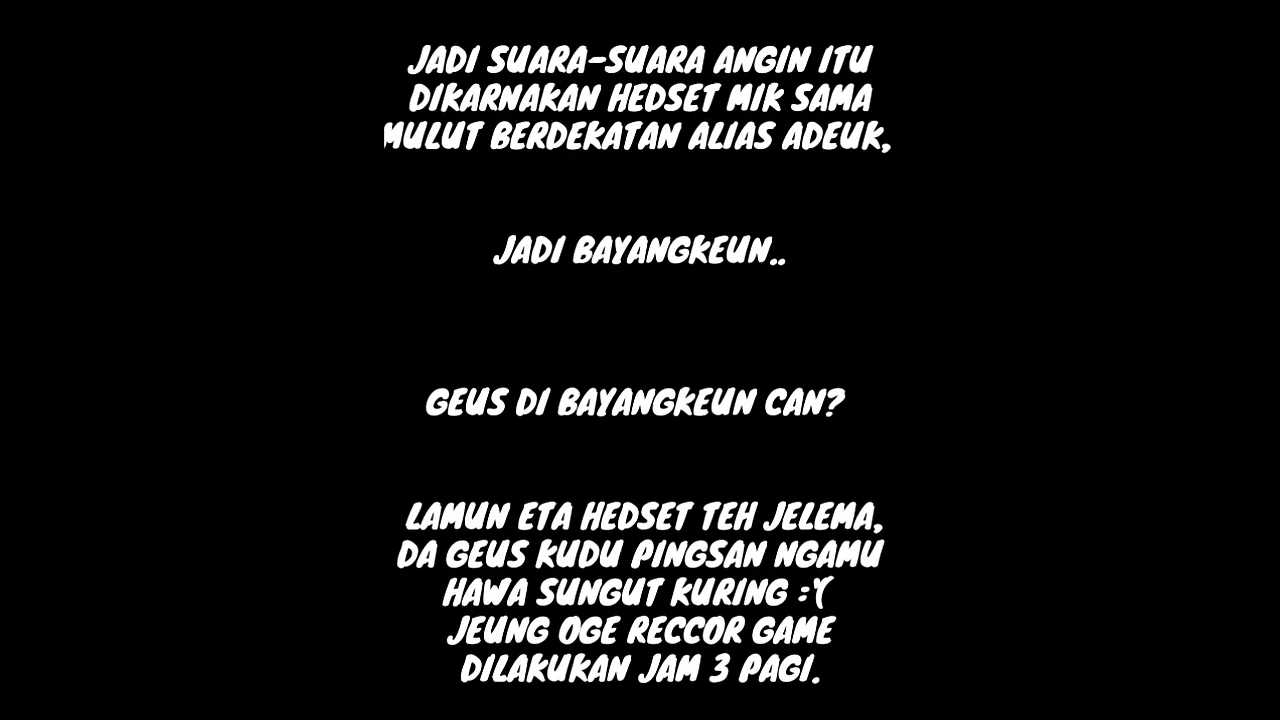 JADI SUARA-SUARA ANGIN ITU
DIKARNAKAN HEDSET MIK SAMA
MULUT BERDEKATAN ALIAS ADEUK,
JADI BAYANGKEUN..
GEUS DI BAYANGKEUN CAN?
LAMUN ETA HEDSET TEH JELEMA,
DA GEUS KUDU PINGSAN NGAMU
HAWA SUNGUT KURING :'(
JEUNG OGE RECCOR GAME
DILAKUKAN JAM 3 PAGI.